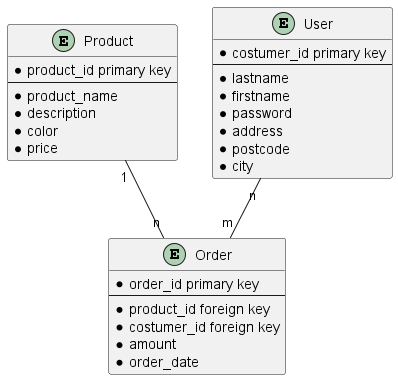 E Product
product_id primary key
product_name
description
color
price
E User
costumer_id primary key
lastname
firstname
password
address
postcode
city
1
n
n
m
E Order
order_id primary key
product_id foreign key
costumer_id foreign key
amount
order_date